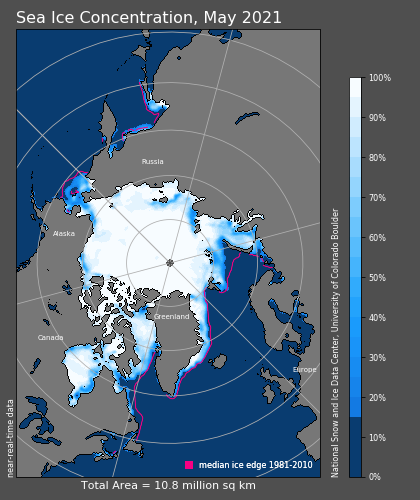 Sea Ice Concentration, May 2021
Russia
Alaska
Canada
Greenland
Europe
median ice edge 1981-2010
Total Area = 10.8 million sq km
near-real-time data
100%
90%
80%
70%
60%
50%
40%
30%
20%
10%
0%
National Snow and Ice Data Center, University of Colorado Boulder